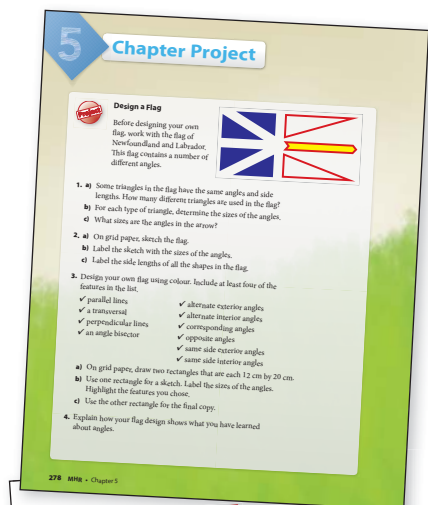 5
Chapter Project
Project
Design a Flag
Before designing your own
flag, work with the flag of
Newfoundland and Labrador.
This flag contains a number of
different angles.
1. a) Some triangles in the flag have the same angles and side
lengths. How many different triangles are used in the flag?
b) For each type of triangle, determine the sizes of the angles.
c) What sizes are the angles in the arrow?
2. a) On grid paper, sketch the flag.
b) Label the sketch with the sizes of the angles.
c) Label the side lengths of all the shapes in the flag.
3. Design your own flag using colour. Include at least four of the
features in the list.
✓ parallel lines
✓ a transversal
✓ perpendicular lines
✓ an angle bisector
✓ alternate exterior angles
✓ alternate interior angles
✓ corresponding angles
✓ opposite angles
✓ same side exterior angles
✓ same side interior angles
a) On grid paper, draw two rectangles that are each 12 cm by 20 cm.
b) Use one rectangle for a sketch. Label the sizes of the angles.
Highlight the features you chose.
c) Use the other rectangle for the final copy.
4. Explain how your flag design shows what you have learned
about angles.
278 MHR • Chapter 5